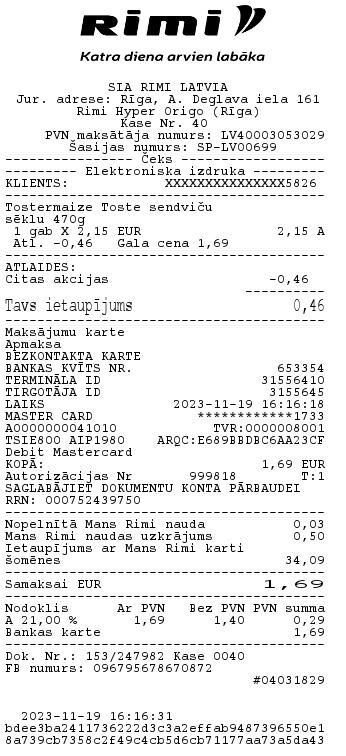 Rimi
Katra diena arvien labāka
SIA RIMI LATVIA
Jur. adrese: Rīga, A. Deglava iela 161
Rimi Hyper Origo (Rīga)
Kase Nr. 40
PVN maksātāja numurs: LV40003053029
Šasijas numurs: SP-LV00699
---------------- Čeks ------------------
---------- Elektroniska izdruka ---------
KLIENTS: XXXXXXXXXXXXXXX5826
Tostermaize Toste sendviču
sēklu 470g
1 gab X 2,15 EUR 2,15 A
Atl. -0,46 Gala cena 1,69
ATLAIDES:
Citas akcijas -0,46
Tavs ietaupījums 0,46
Maksājumu karte
Apmaksa
BEZKONTAKTA KARTE
BANKAS KVĪTS NR. 653354
TERMINĀLA ID 31556410
TIRGOTĀJA ID 3155645
LAIKS 2023-11-19 16:16:18
MASTER CARD ************1733
A0000000041010 TVR:0000008001
TSIE800 AIP1980 ARQC:E689BBDBC6AA23CF
Debit Mastercard
KOPĀ: 1,69 EUR
Autorizācijas Nr 999818 T:1
SAGLABĀJIET DOKUMENTU KONTA PĀRBAUDEI
RRN: 000752439750
Nopelnītā Mans Rimi nauda 0,03
Mans Rimi naudas uzkrājums 0,50
Ietaupījums ar Mans Rimi karti
šomēnes 34,09
Samaksai EUR 1,69
Nodoklis Ar PVN Bez PVN PVN summa
A 21,00 % 1,69 1,40 0,29
Bankas karte 1,69
Dok. Nr.: 153/247982 Kase 0040
FB numurs: 096795678670872
#04031829
2023-11-19 16:16:31
bdee3ba2411736222d3c3a2effab9487396550e1
8a739cb7358c2f49c4cb5d6cb71177aa73a5da43